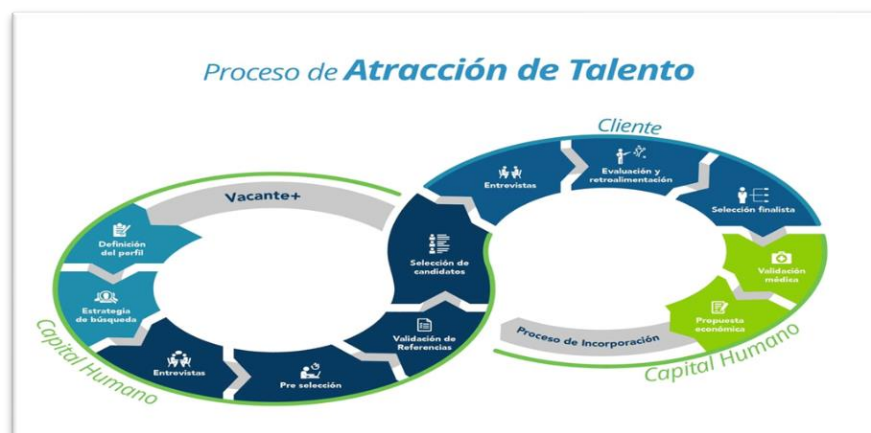 Proceso de Atracción de Talento
Vacante+
Definición
del perfil
Estrategia
de búsqueda
Entrevistas
Pre selección
Validación de
Referencias
Selección de
candidatos
Capital Humano
Cliente
Entrevistas
Evaluación y
retroalimentación
Selección finalista
Validación
médica
Propuesta
económica
Proceso de Incorporación
Capital Humano